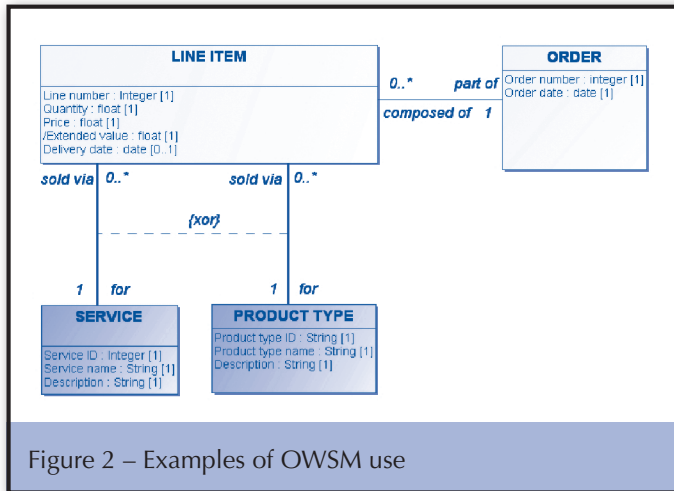 LINE ITEM
Line number : Integer [1]
Quantity : float [1]
Price : float [1]
/Extended value : float [1]
Delivery date : date [0..1]
ORDER
Order number : integer [1]
Order date : date [1]
0..* part of
composed of 1
sold via 0..*
sold via 0..*
{xor}
1 for
1 for
SERVICE
Service ID : Integer [1]
Service name : String [1]
Description : String [1]
PRODUCT TYPE
Product type ID : String [1]
Product type name : String [1]
Description : String [1]
Figure 2 – Examples of OWSM use